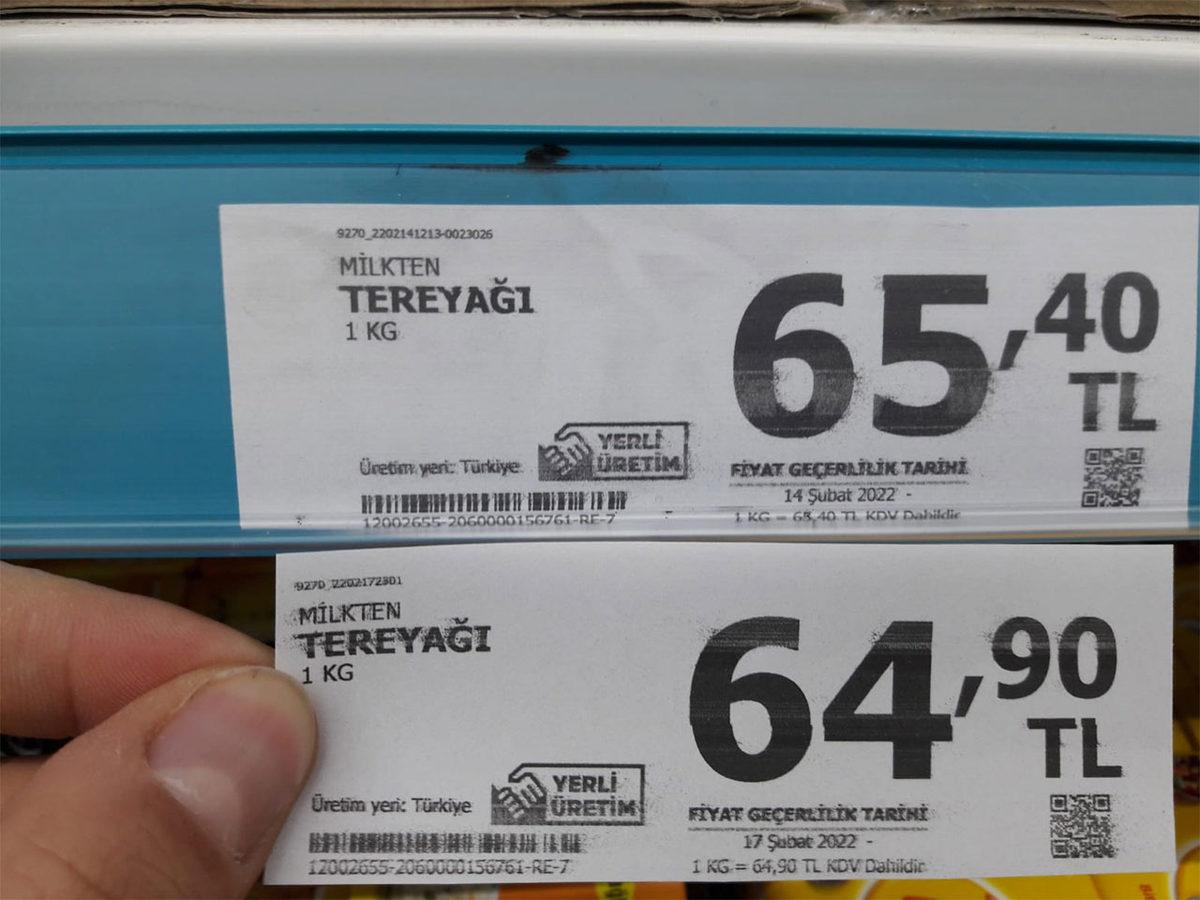 9270_2202141213-0023026
MİLKTEN
TEREYAĞI
1 KG
65,40
TL
YERLİ
ÜRETİM
Üretim yeri: Türkiye
FİYAT GEÇERLİLİK TARİHİ
14 Şubat 2022 -
12002655-2060000156761-RE-7
1 KG = 65,40 TL KDV Dahildir
9270_2202172301
MİLKTEN
TEREYAĞI
1 KG
64,90
TL
YERLİ
ÜRETİM
Üretim yeri: Türkiye
FİYAT GEÇERLİLİK TARİHİ
17 Şubat 2022 -
12002655-2060000156761-RE-7
1 KG = 64,90 TL KDV Dahildir